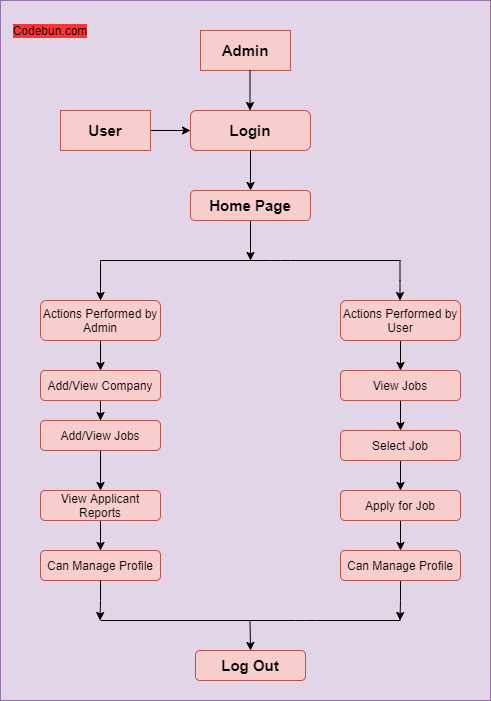 Codebun.com
Admin
User
Login
Home Page
Actions Performed by
Admin
Add/View Company
Add/View Jobs
View Applicant
Reports
Can Manage Profile
Actions Performed by
User
View Jobs
Select Job
Apply for Job
Can Manage Profile
Log Out